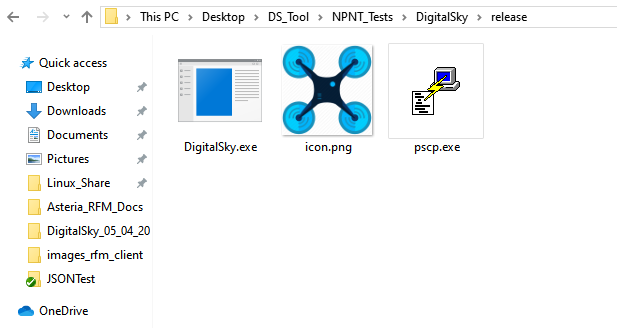 This PC > Desktop > DS_Tool > NPNT_Tests > DigitalSky > release
Quick access
Desktop
Downloads
Documents
Pictures
Linux_Share
Asteria_RFM_Docs
DigitalSky_05_04_20
images_rfm_client
JSONTest
OneDrive
DigitalSky.exe
icon.png
pscp.exe